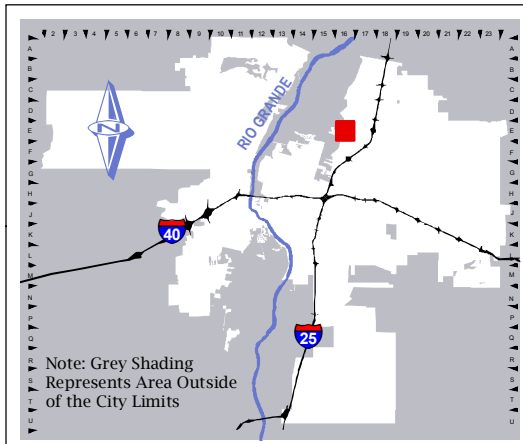 2 3 4 5 6 7 8 9 10 11 12 13 14 15 16 17 18 19 20 21 22 23
A A
B B
C C
D D
E E
F F
G G
H H
J J
K K
L L
M M
N N
P P
Q Q
R R
S S
T T
U U
N
RIO GRANDE
40
25
Note: Grey Shading
Represents Area Outside
of the City Limits